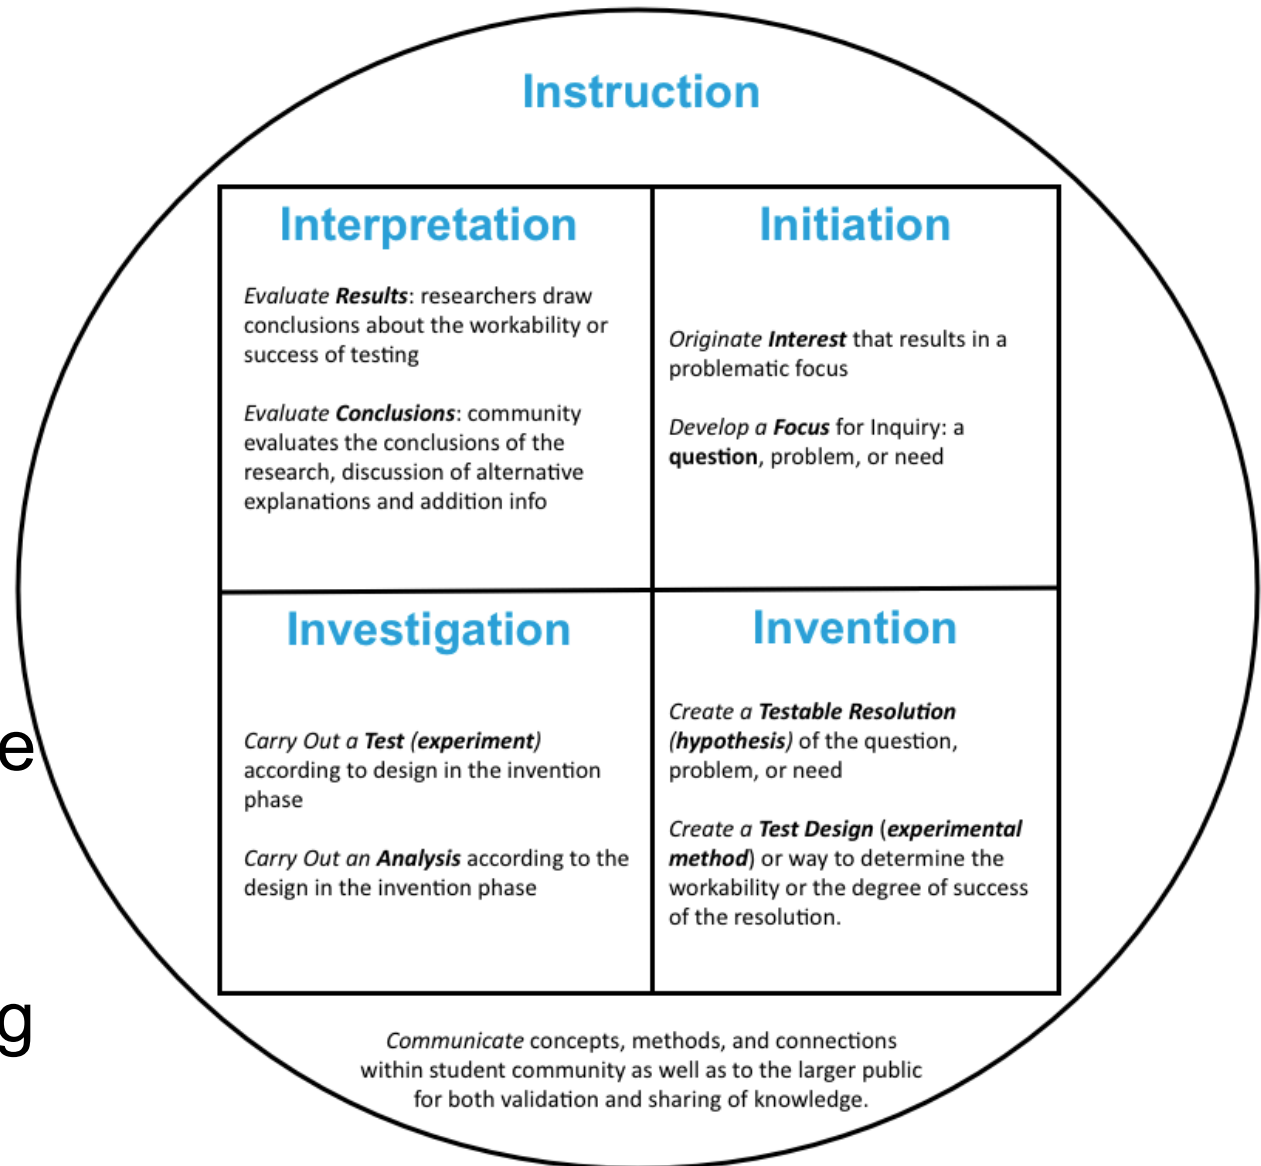 Instruction
Interpretation
Evaluate Results: researchers draw
conclusions about the workability or
success of testing
Evaluate Conclusions: community
evaluates the conclusions of the
research, discussion of alternative
explanations and addition info
Initiation
Originate Interest that results in a
problematic focus
Develop a Focus for Inquiry: a
question, problem, or need
Investigation
Carry Out a Test (experiment)
according to design in the invention
phase
Carry Out an Analysis according to the
design in the invention phase
Invention
Create a Testable Resolution
(hypothesis) of the question,
problem, or need
Create a Test Design (experimental
method) or way to determine the
workability or the degree of success
of the resolution.
e
g
Communicate concepts, methods, and connections
within student community as well as to the larger public
for both validation and sharing of knowledge.